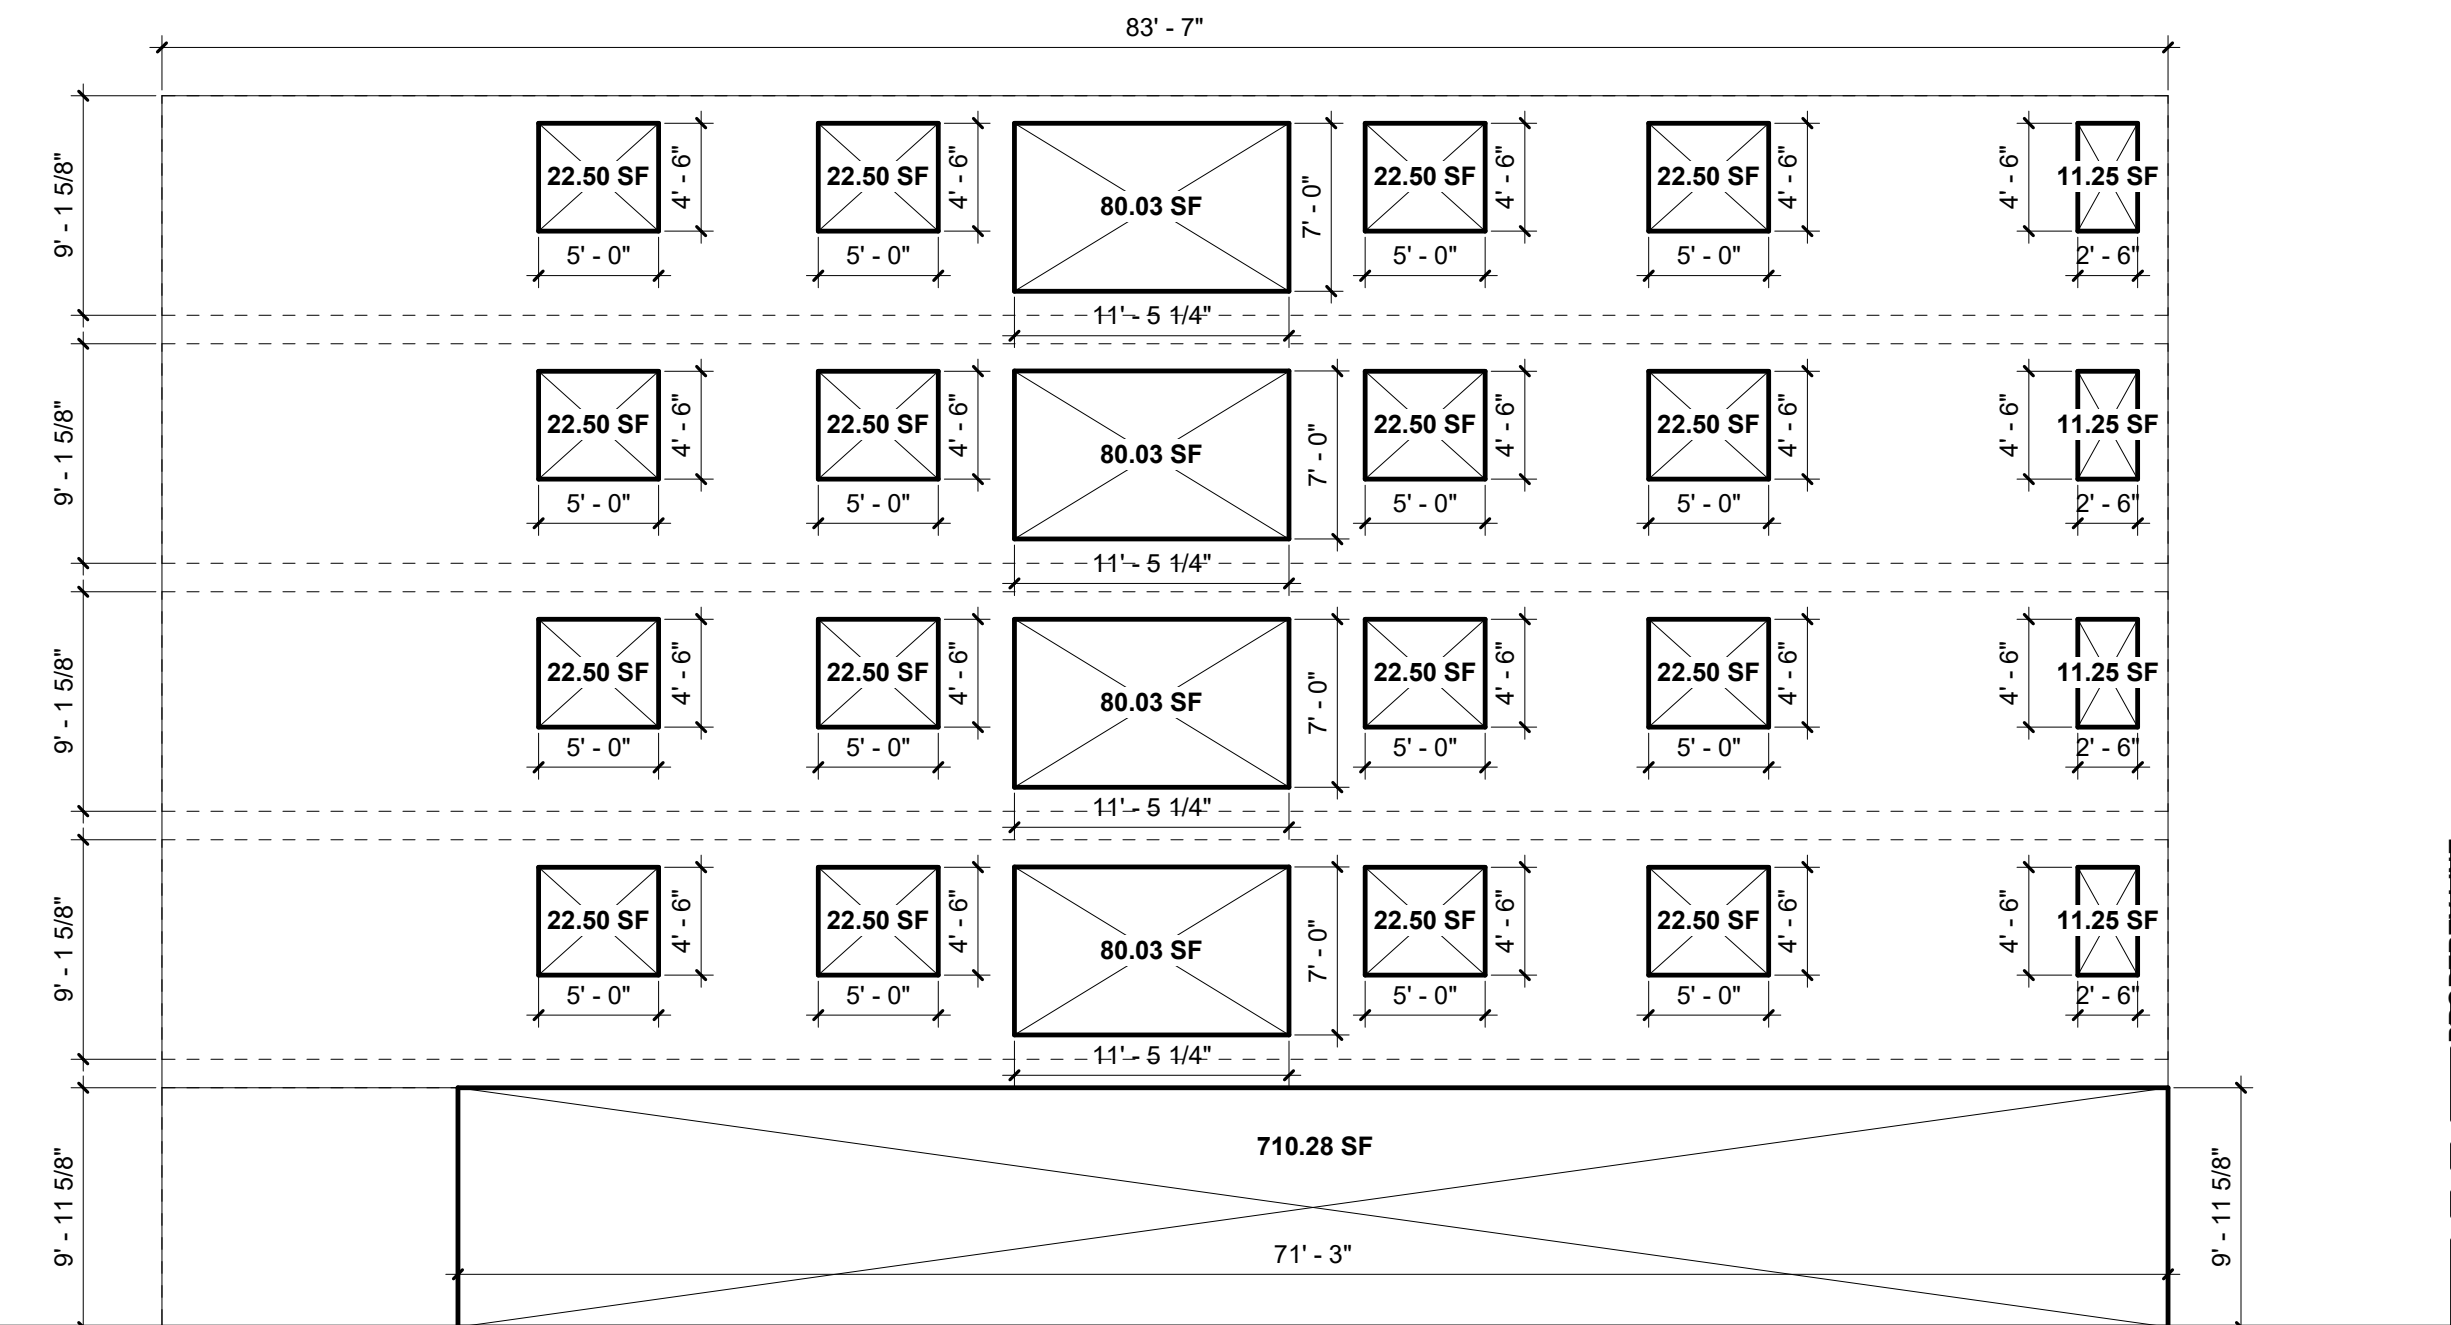 83' - 7"
9' - 1 5/8"
22.50 SF
4' - 6"
5' - 0"
22.50 SF
4' - 6"
5' - 0"
80.03 SF
7' - 0"
11' - 5 1/4"
22.50 SF
4' - 6"
5' - 0"
22.50 SF
4' - 6"
5' - 0"
4' - 6"
11.25 SF
2' - 6"
9' - 1 5/8"
22.50 SF
4' - 6"
5' - 0"
22.50 SF
4' - 6"
5' - 0"
80.03 SF
7' - 0"
11' - 5 1/4"
22.50 SF
4' - 6"
5' - 0"
22.50 SF
4' - 6"
5' - 0"
4' - 6"
11.25 SF
2' - 6"
9' - 1 5/8"
22.50 SF
4' - 6"
5' - 0"
22.50 SF
4' - 6"
5' - 0"
80.03 SF
7' - 0"
11' - 5 1/4"
22.50 SF
4' - 6"
5' - 0"
22.50 SF
4' - 6"
5' - 0"
4' - 6"
11.25 SF
2' - 6"
9' - 1 5/8"
22.50 SF
4' - 6"
5' - 0"
22.50 SF
4' - 6"
5' - 0"
80.03 SF
7' - 0"
11' - 5 1/4"
22.50 SF
4' - 6"
5' - 0"
22.50 SF
4' - 6"
5' - 0"
4' - 6"
11.25 SF
2' - 6"
9' - 11 5/8"
710.28 SF
71' - 3"
9' - 11 5/8"